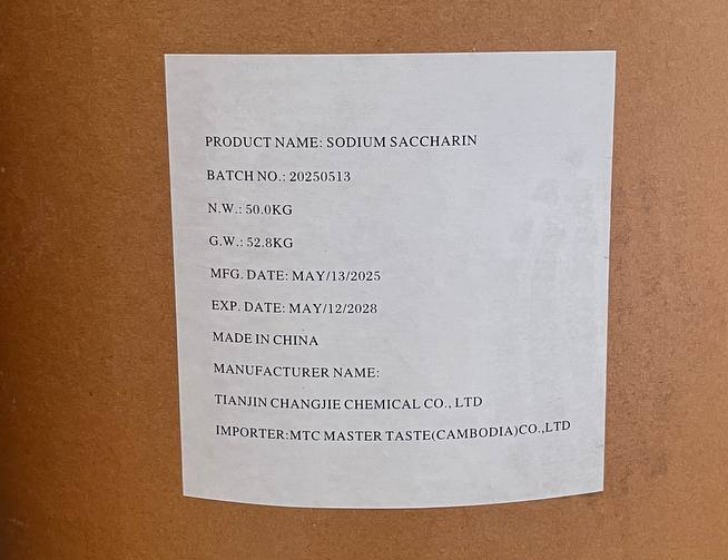 PRODUCT NAME: SODIUM SACCHARIN
BATCH NO.: 20250513
N.W.: 50.0KG
G.W.: 52.8KG
MFG. DATE: MAY/13/2025
EXP. DATE: MAY/12/2028
MADE IN CHINA
MANUFACTURER NAME:
TIANJIN CHANGJIE CHEMICAL CO., LTD
IMPORTER:MTC MASTER TASTE(CAMBODIA)CO.,LTD